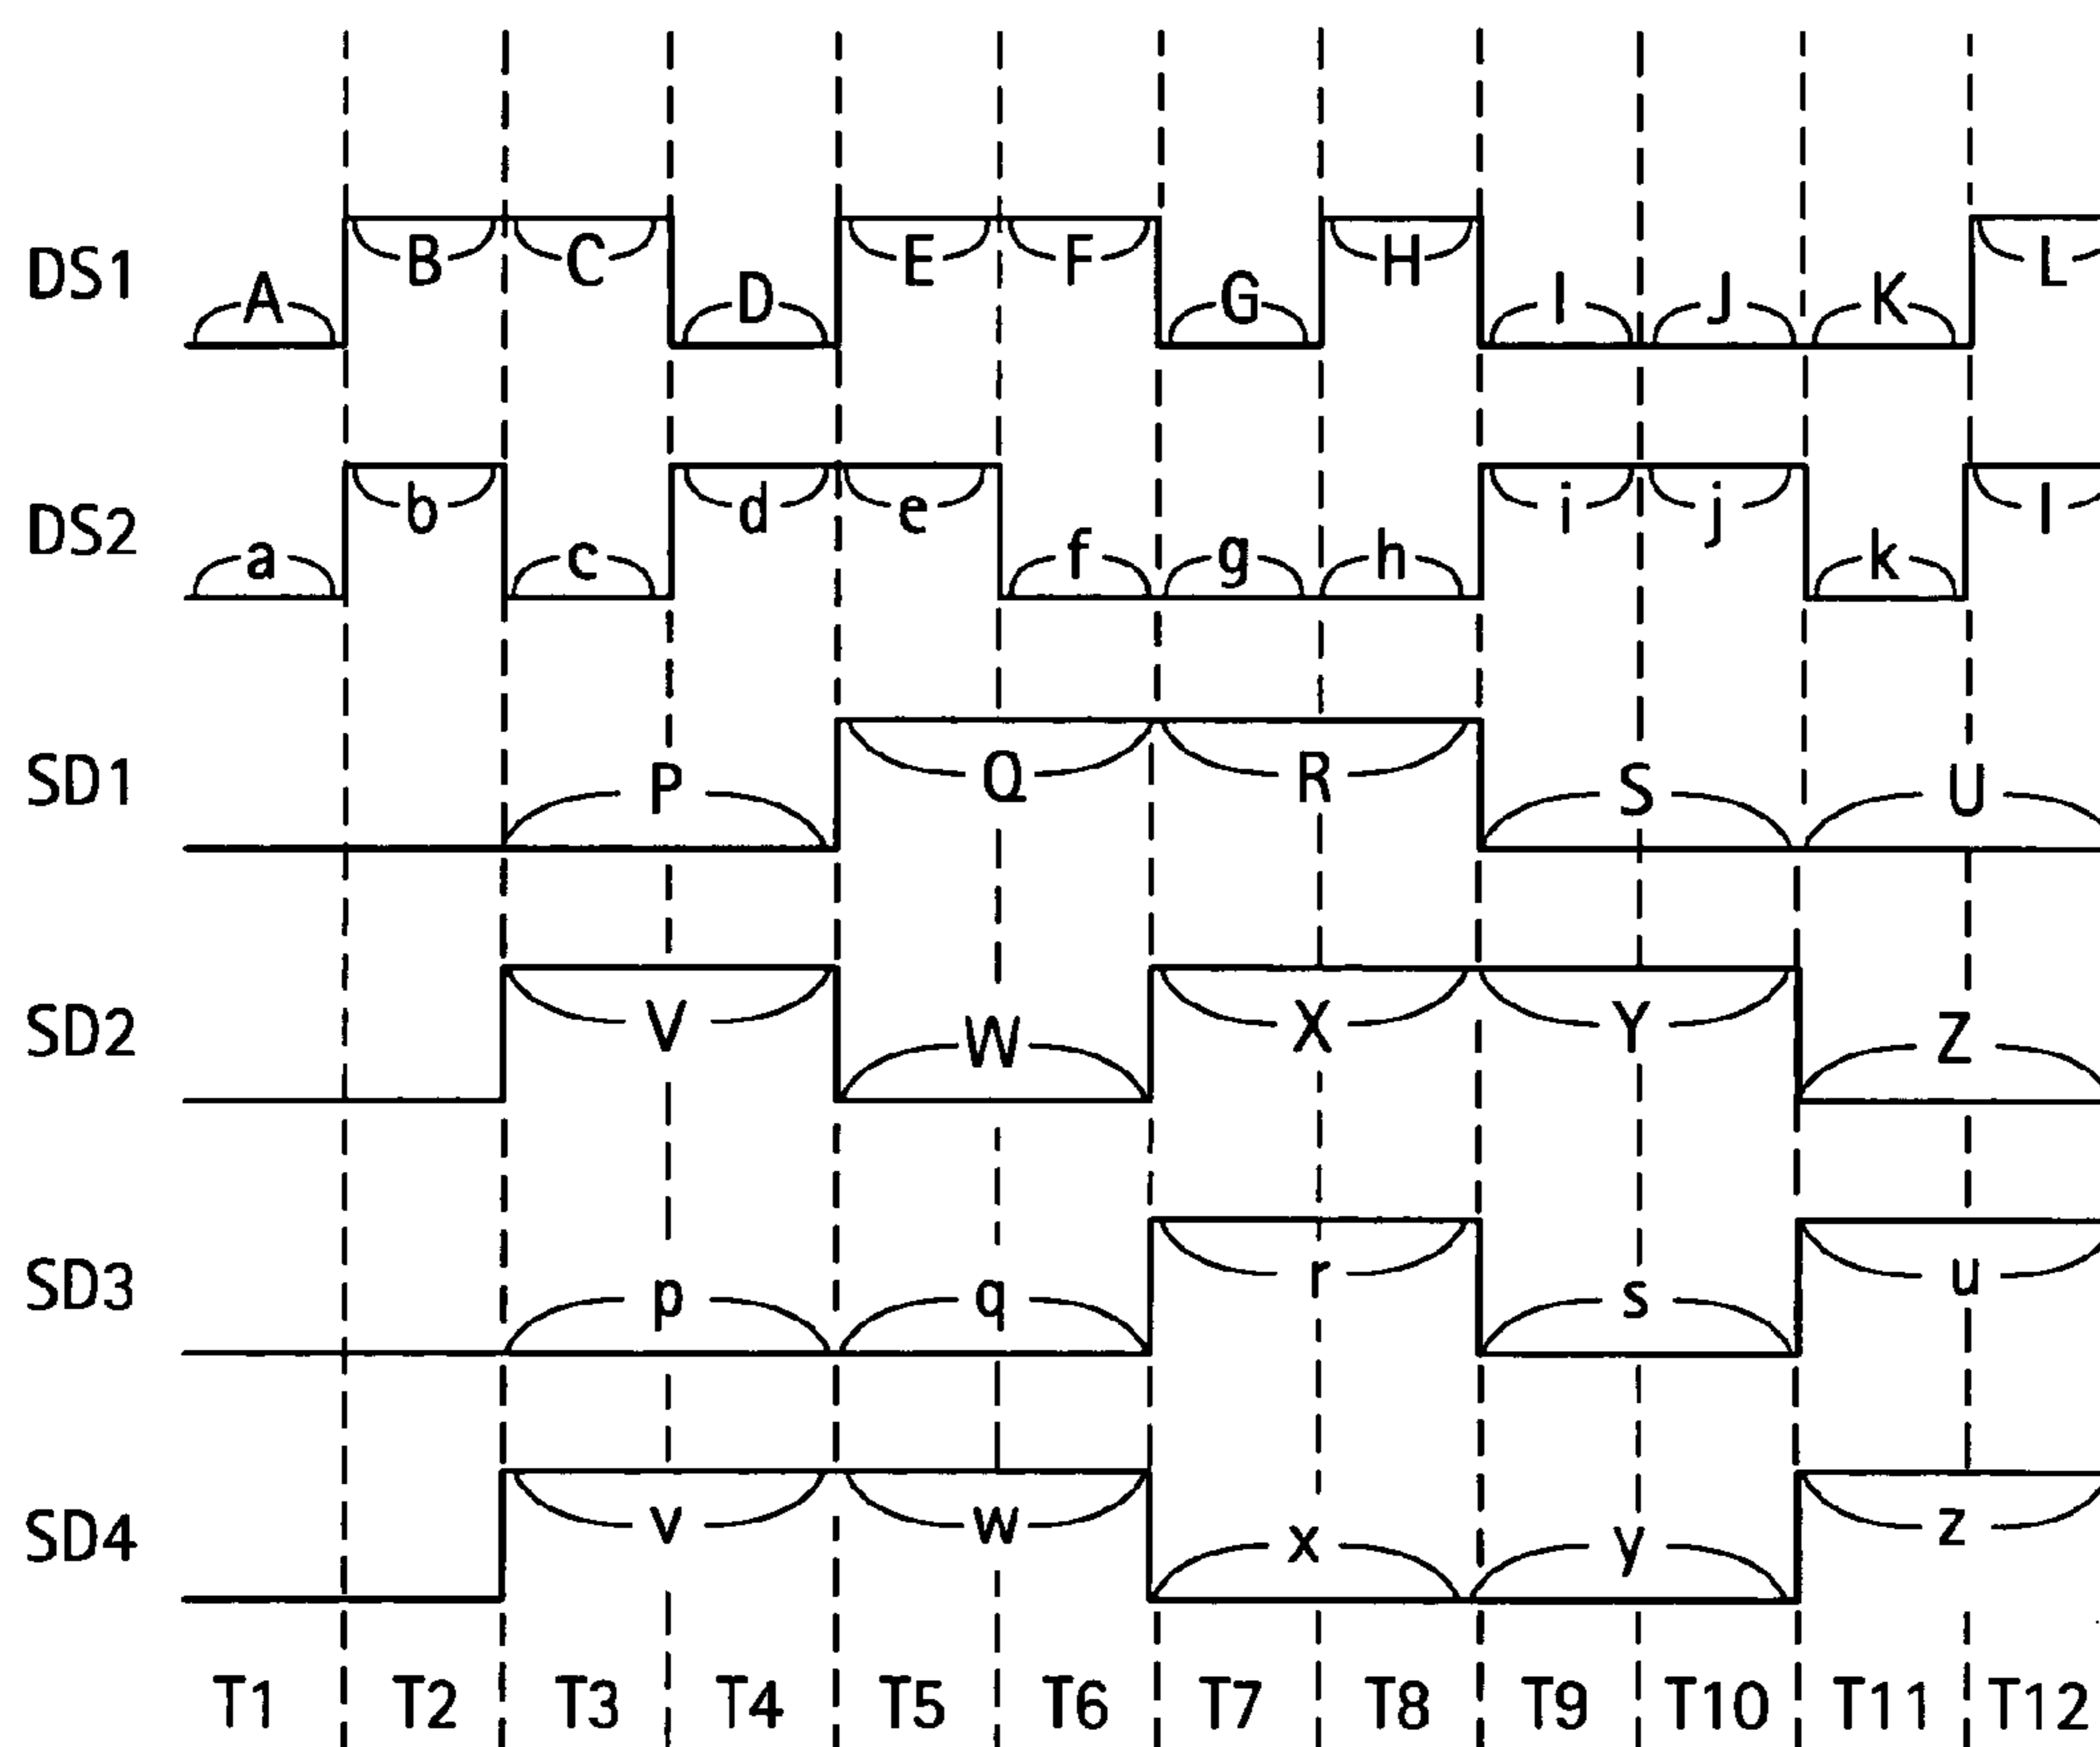 DS1 A B C D E F G H I J K L
DS2 a b c d e f g h i j k l
SD1 P Q R S U
SD2 V W X Y Z
SD3 p q r s u
SD4 v w x y z
T1 T2 T3 T4 T5 T6 T7 T8 T9 T10 T11 T12